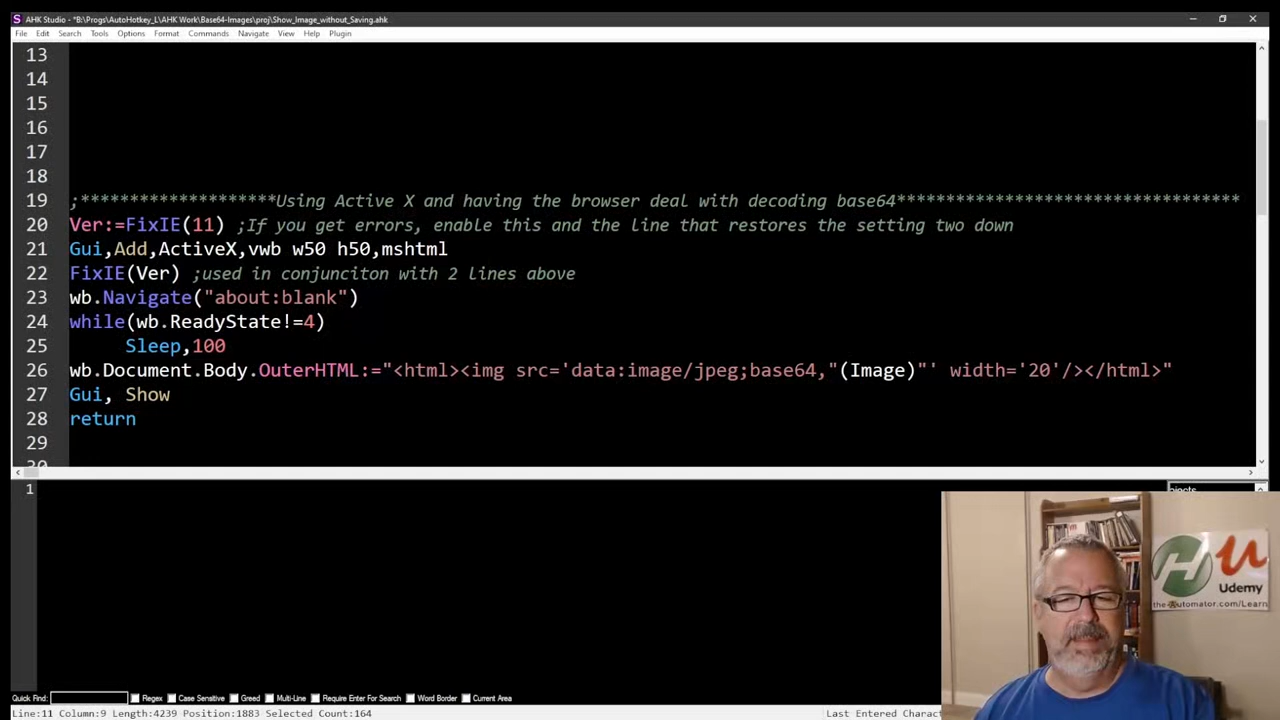 S AHK Studio - *B:\Progs\AutoHotkey_L\AHK Work\Base64-Images\proj\Show_Image_without_Saving.ahk
File Edit Search Tools Options Format Commands Navigate View Help Plugin
13
14
15
16
17
18
19 ;********************Using Active X and having the browser deal with decoding base64*******************************
20 Ver:=FixIE(11) ;If you get errors, enable this and the line that restores the setting two down
21 Gui,Add,ActiveX,vwb w50 h50,mshtml
22 FixIE(Ver) ;used in conjunciton with 2 lines above
23 wb.Navigate("about:blank")
24 while(wb.ReadyState!=4)
25 Sleep,100
26 wb.Document.Body.OuterHTML:="<html><img src='data:image/jpeg;base64,"(Image)"' width='20'/></html>"
27 Gui, Show
28 return
29
30
1
H u
Udemy
the-Automator.com/Learn
Quick Find: Regex Case Sensitive Greed Multi-Line Require Enter For Search Word Border Current Area
Line:11 Column:9 Length:4239 Position:1883 Selected Count:164
Last Entered Charac